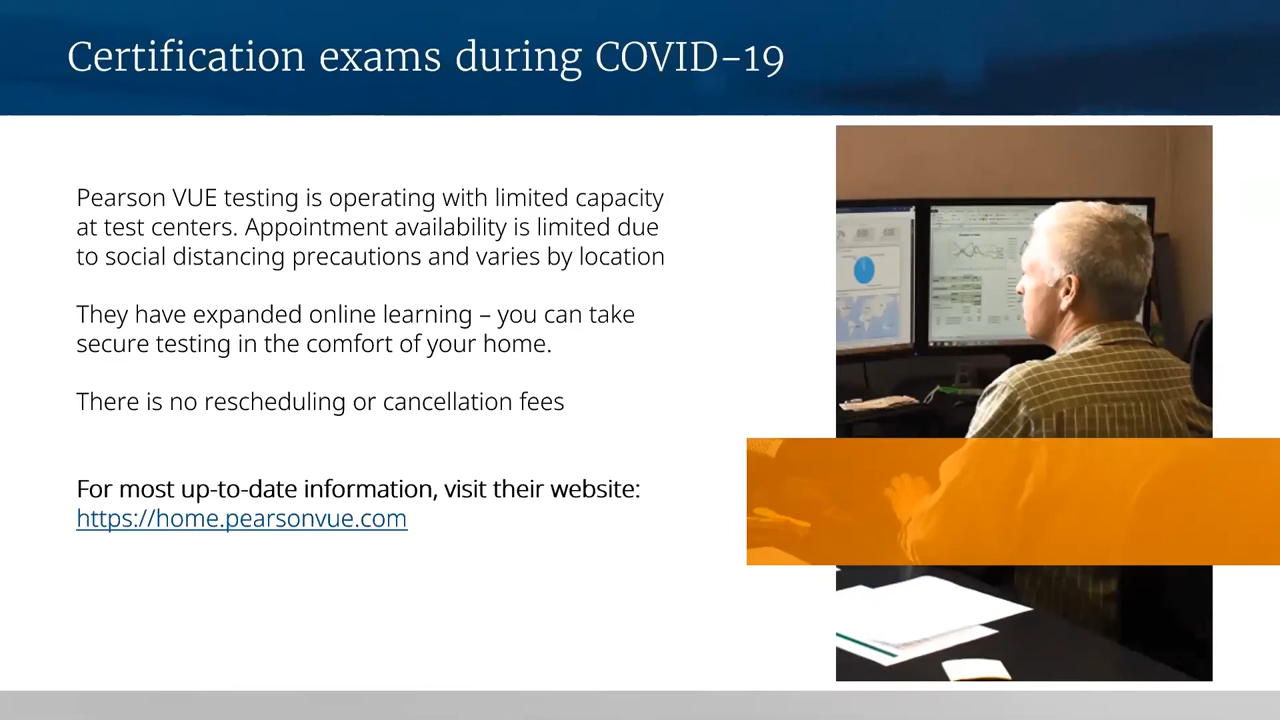 Certification exams during COVID-19
Pearson VUE testing is operating with limited capacity
at test centers. Appointment availability is limited due
to social distancing precautions and varies by location
They have expanded online learning – you can take
secure testing in the comfort of your home.
There is no rescheduling or cancellation fees
For most up-to-date information, visit their website:
https://home.pearsonvue.com